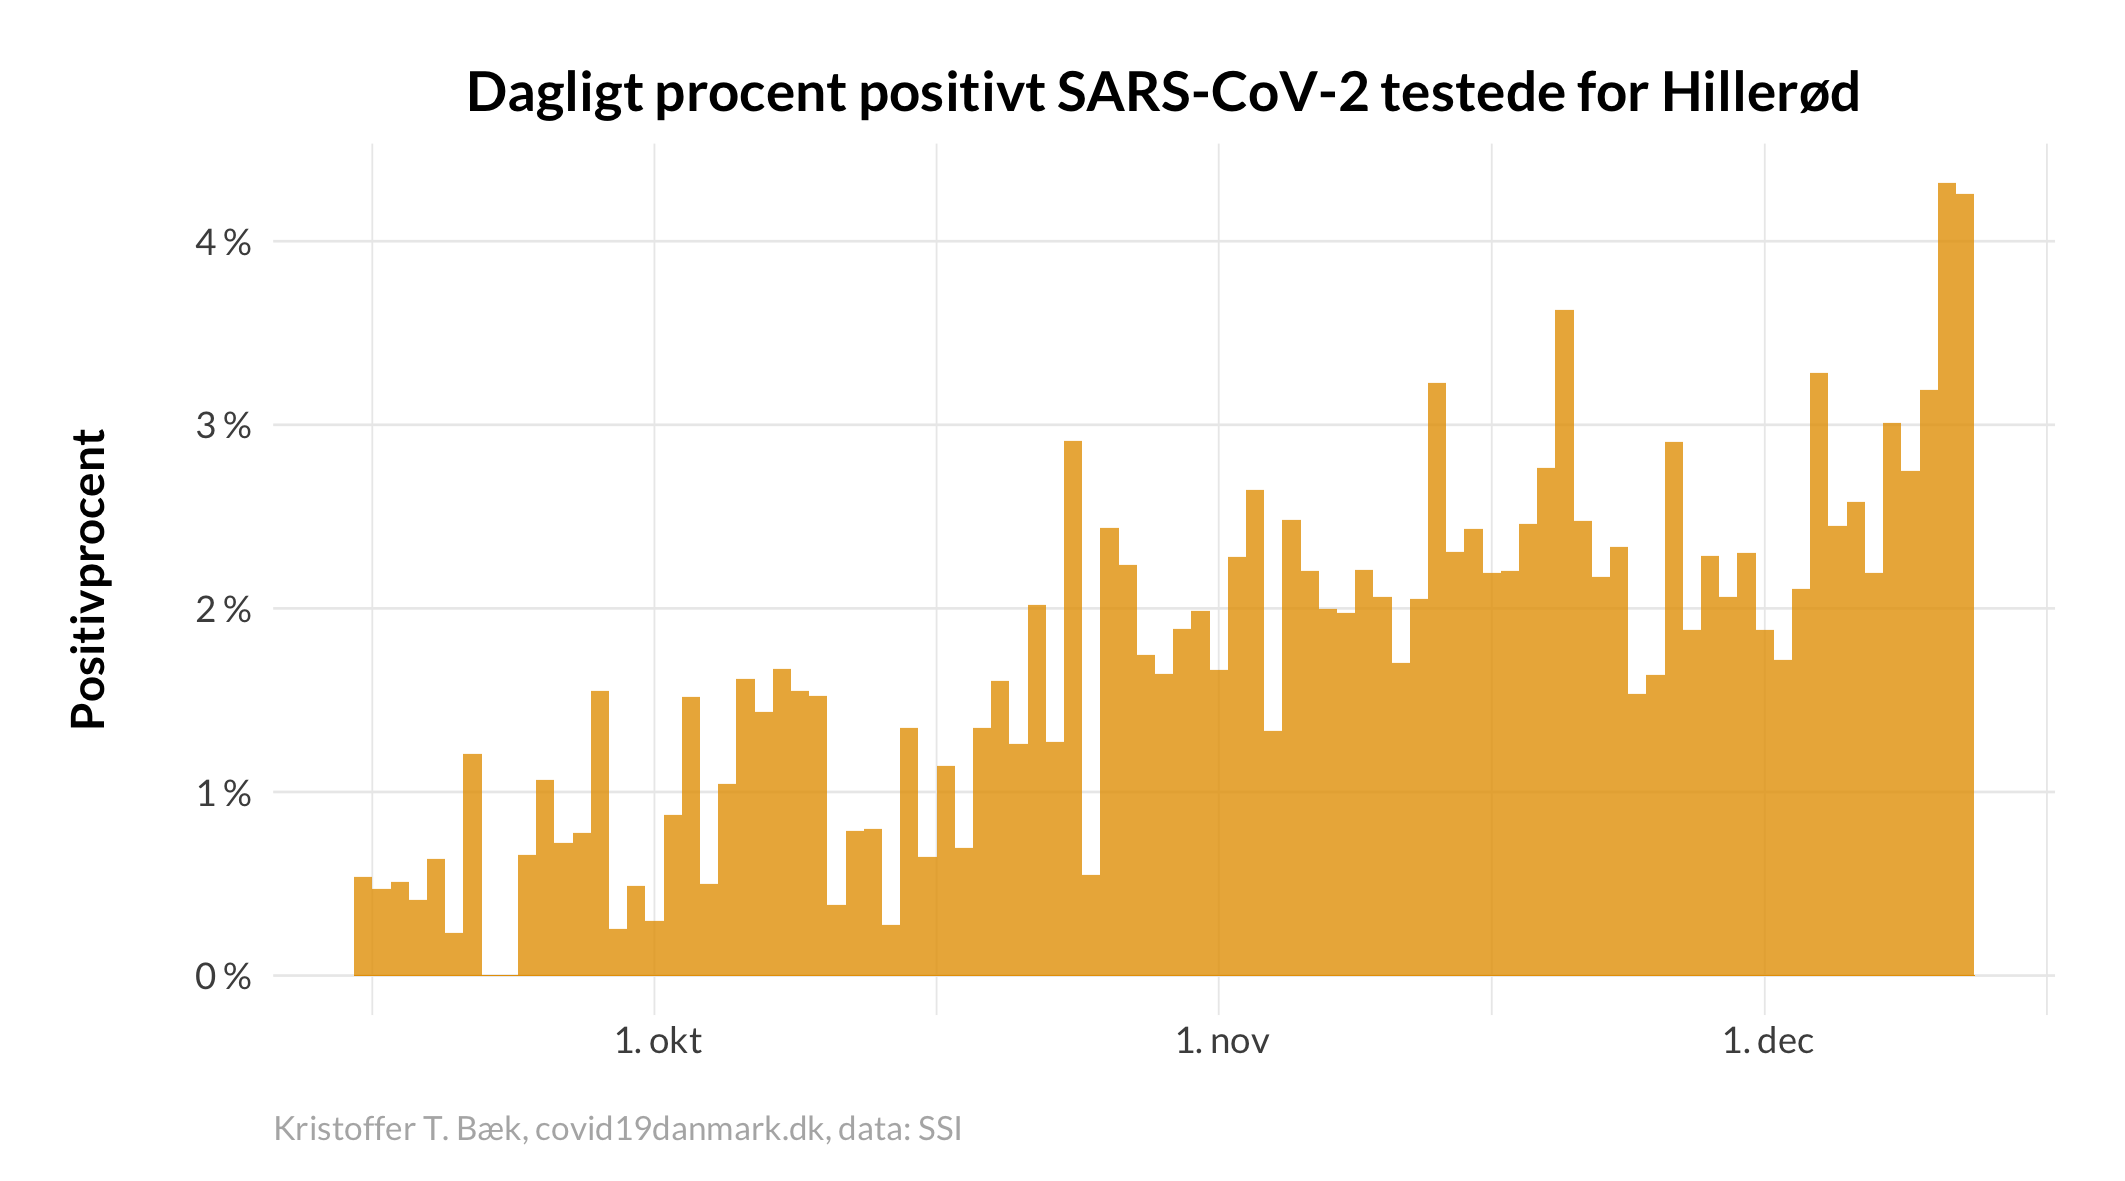 Dagligt procent positivt SARS-CoV-2 testede for Hillerød
Positivprocent
4 %
3 %
2 %
1 %
0 %
1. okt
1. nov
1. dec
Kristoffer T. Bæk, covid19danmark.dk, data: SSI